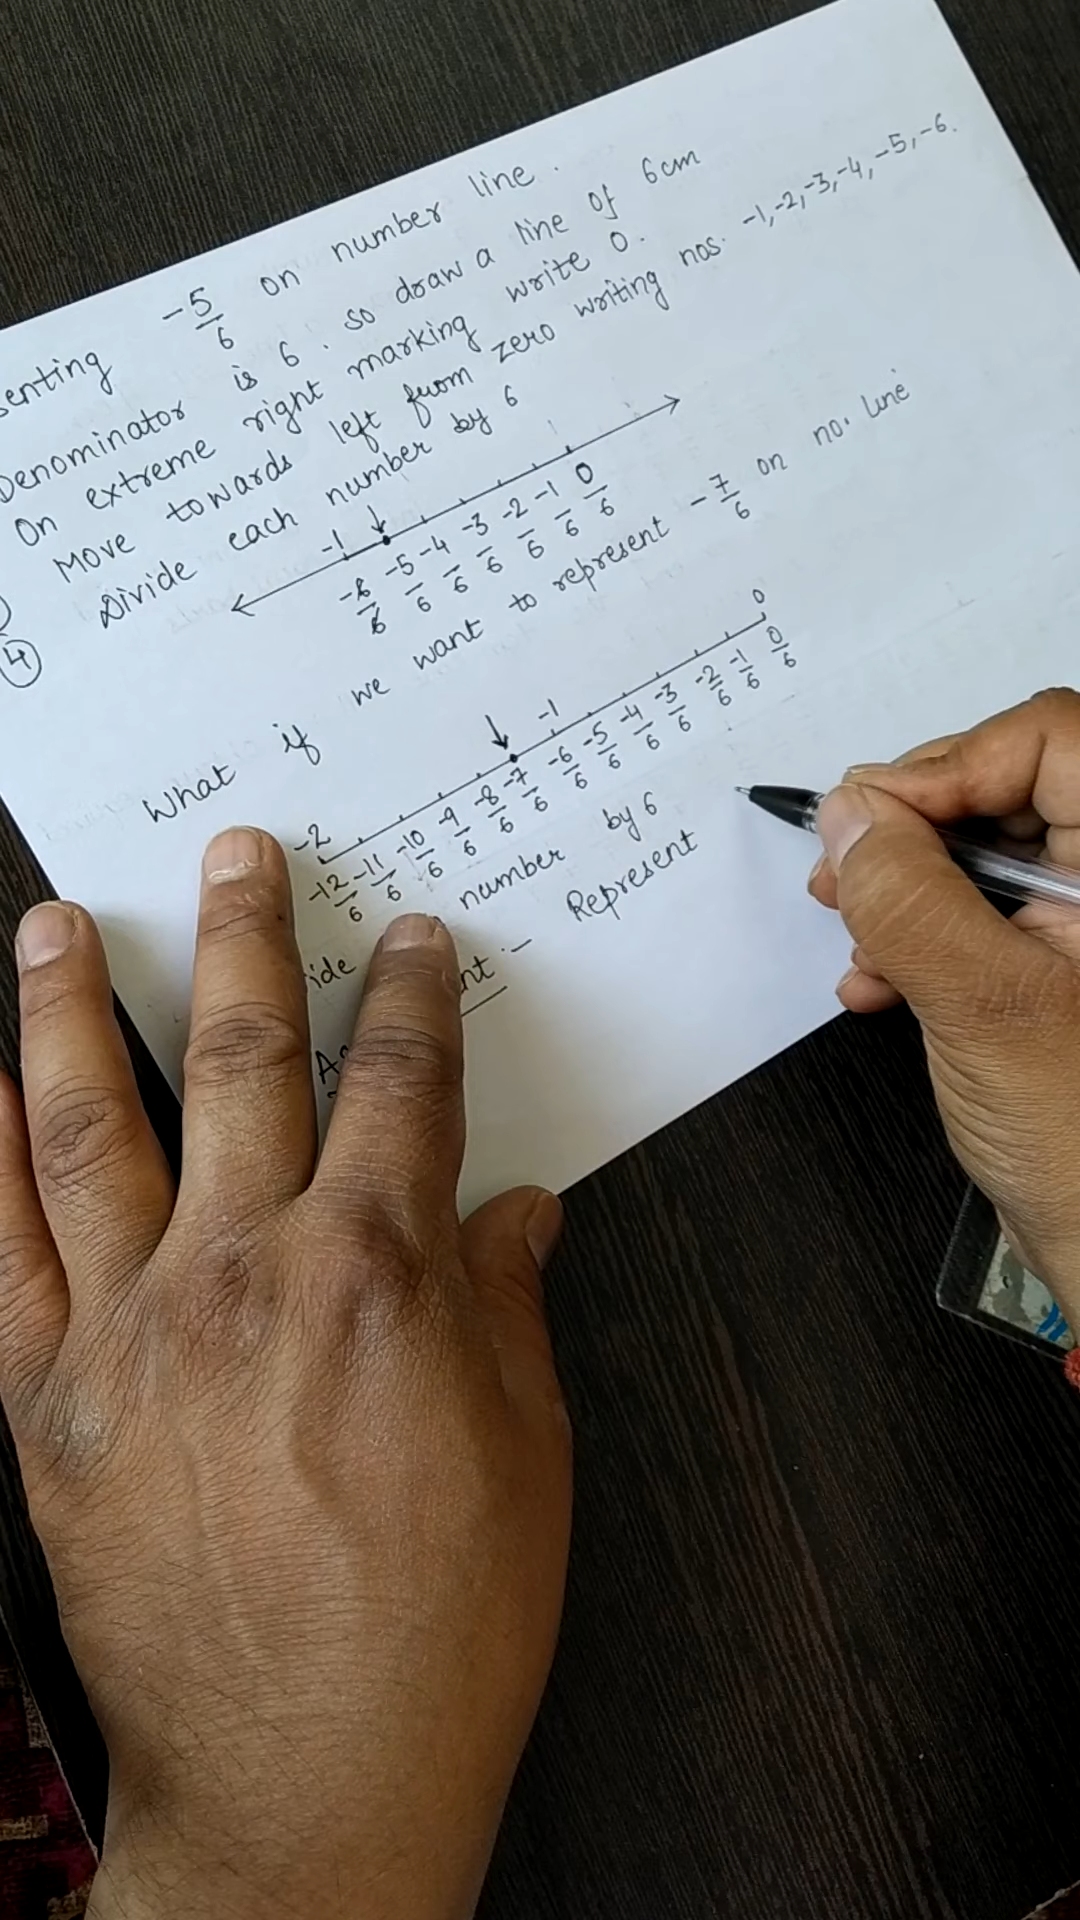 -5/6 on number line.
Denominator is 6. so draw a line of 6cm
On extreme right marking write 0.
Move towards left from zero writing nos. -1,-2,-3,-4,-5,-6.
④ Divide each number by 6
-1
-6/6 -5/6 -4/6 -3/6 -2/6 -1/6 0/6
What if we want to represent -7/6 on no. line
-2 -1 0
-12/6 -11/6 -10/6 -9/6 -8/6 -7/6 -6/6 -5/6 -4/6 -3/6 -2/6 -1/6 0/6
number by 6
:- Represent